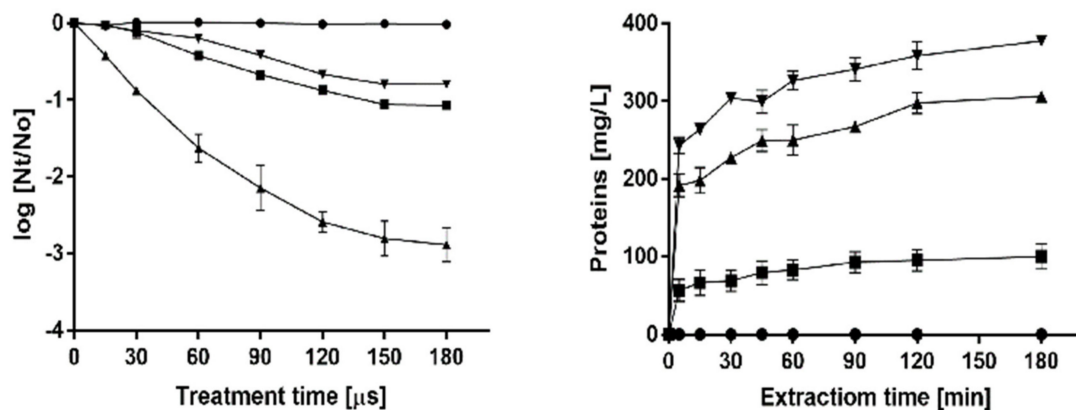 log [Nt/No]
0
-1
-2
-3
-4
0 30 60 90 120 150 180
Treatment time [μs]
Proteins [mg/L]
400
300
200
100
0
0 30 60 90 120 150 180
Extractiom time [min]